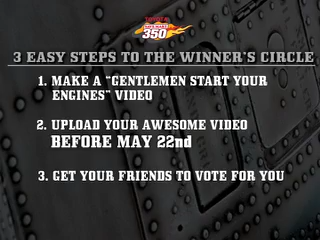 TOYOTA
350
3 EASY STEPS TO THE WINNER'S CIRCLE
1. MAKE A "GENTLEMEN START YOUR
ENGINES" VIDEO
2. UPLOAD YOUR AWESOME VIDEO
BEFORE MAY 22nd
3. GET YOUR FRIENDS TO VOTE FOR YOU